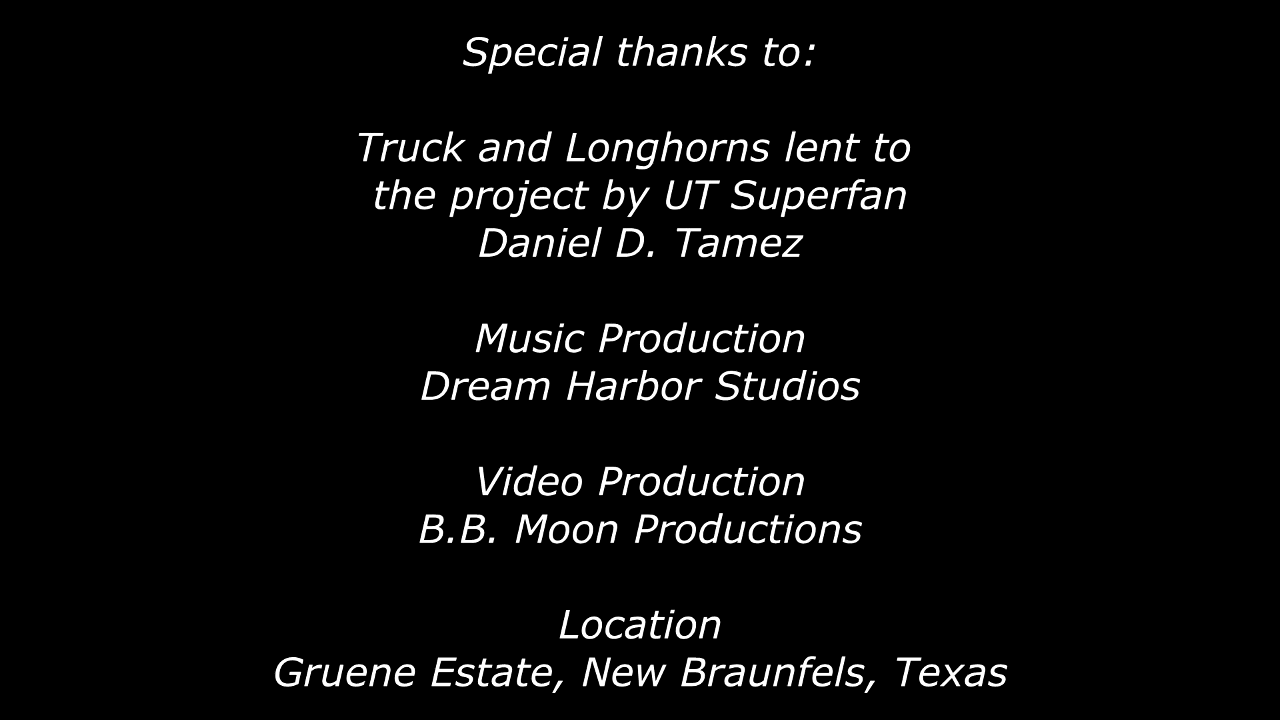 Special thanks to:
Truck and Longhorns lent to
the project by UT Superfan
Daniel D. Tamez
Music Production
Dream Harbor Studios
Video Production
B.B. Moon Productions
Location
Gruene Estate, New Braunfels, Texas